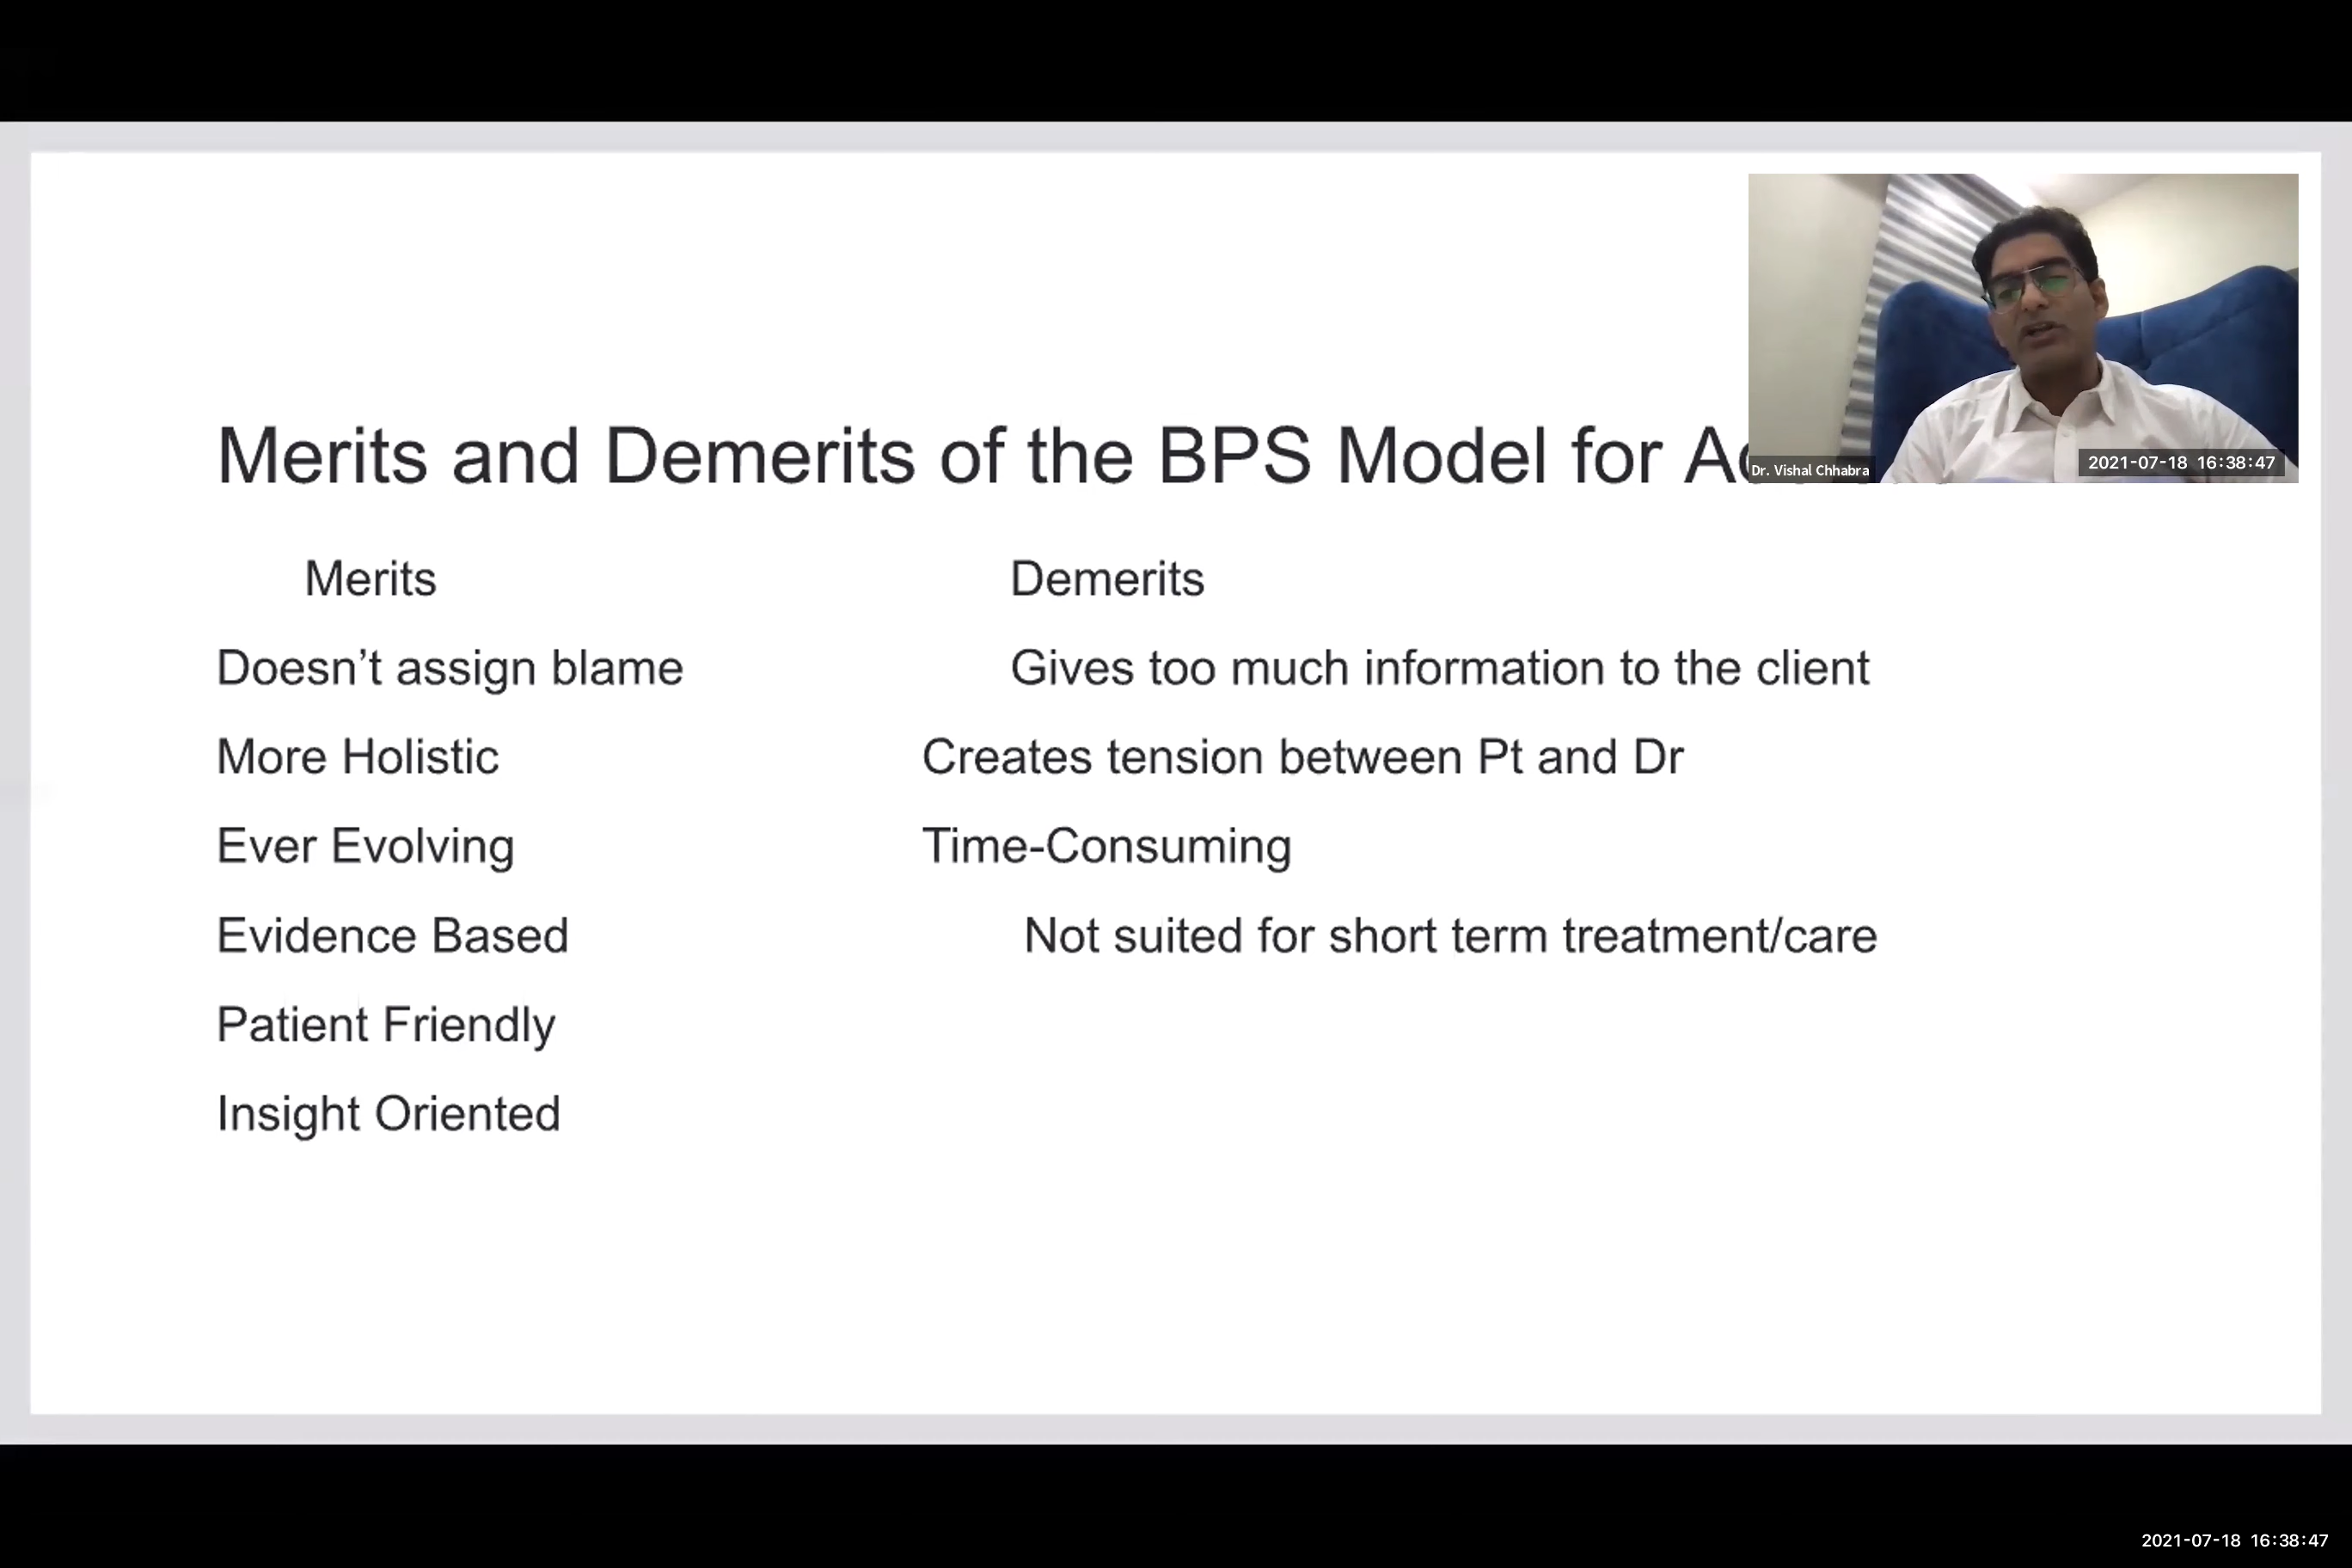 Merits and Demerits of the BPS Model for
Dr. Vishal Chhabra
2021-07-18 16:38:47
Merits
Demerits
Doesn’t assign blame
Gives too much information to the client
More Holistic
Creates tension between Pt and Dr
Ever Evolving
Time-Consuming
Evidence Based
Not suited for short term treatment/care
Patient Friendly
Insight Oriented
2021-07-18 16:38:47